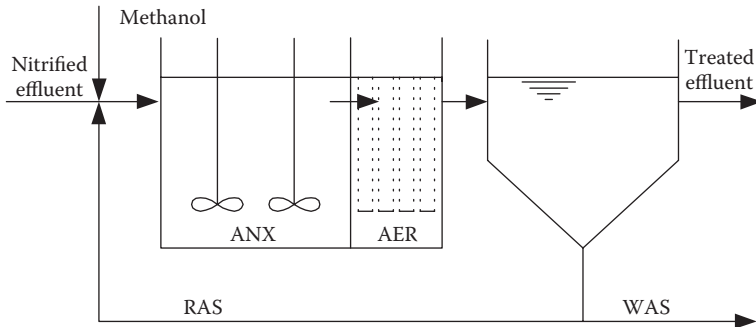 Methanol
Nitrified
effluent
Treated
effluent
ANX
AER
RAS
WAS